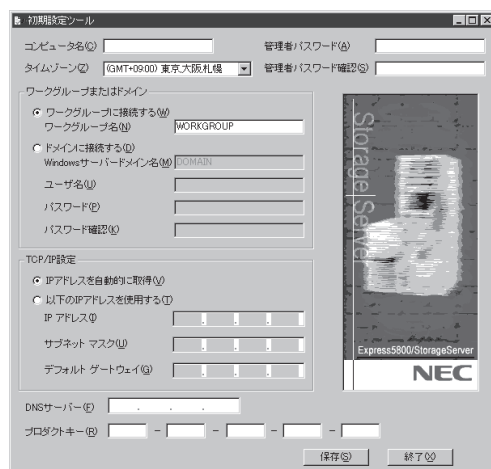 初期設定ツール
コンピュータ名(C)
管理者パスワード(A)
タイムゾーン(Z) (GMT+09:00) 東京,大阪,札幌
管理者パスワード確認(S)
ワークグループまたはドメイン
ワークグループに接続する(W)
ワークグループ名(N) WORKGROUP
ドメインに接続する(D)
Windowsサーバードメイン名(M) DOMAIN
ユーザ名(U)
パスワード(P)
パスワード確認(K)
Storage Server
TCP/IP設定
IPアドレスを自動的に取得(V)
以下のIPアドレスを使用する(T)
IP アドレス(I)
サブネット マスク(U)
デフォルト ゲートウェイ(G)
Express5800/StorageServer
NEC
DNSサーバー(F)
プロダクトキー(R) - - - -
保存(S) 終了(X)